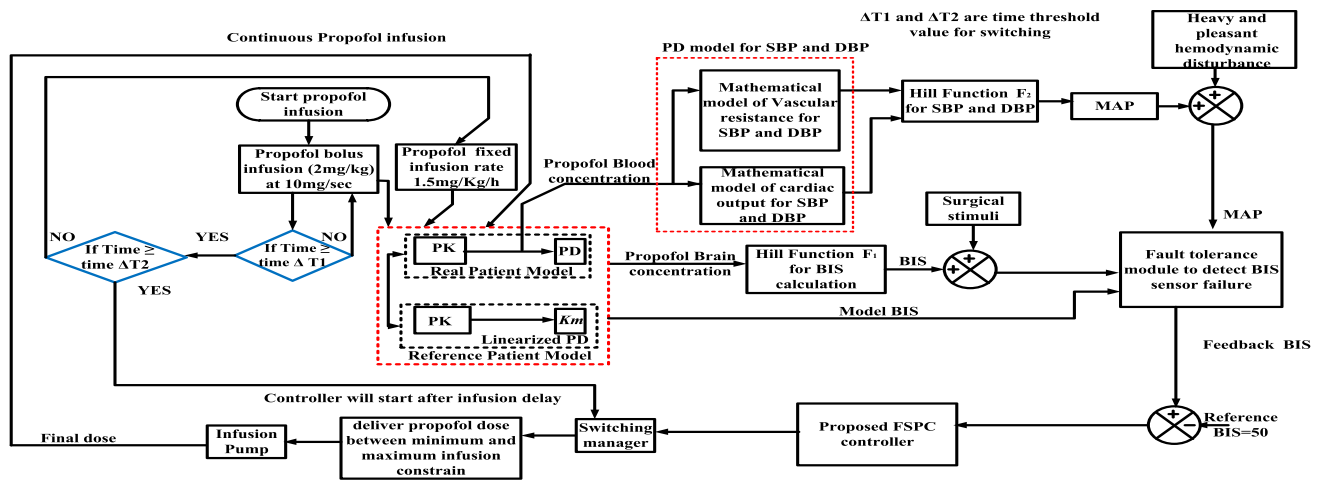 ΔT1 and ΔT2 are time threshold
value for switching
Heavy and
pleasant
hemodynamic
disturbance
Continuous Propofol infusion
PD model for SBP and DBP
Start propofol
infusion
Mathematical
model of Vascular
resistance for
SBP and DBP
Hill Function F₂
for SBP and DBP
MAP
+
+
Propofol bolus
infusion (2mg/kg)
at 10mg/sec
Propofol fixed
infusion rate
1.5mg/Kg/h
Propofol Blood
concentration
Mathematical
model of cardiac
output for SBP
and DBP
Surgical
stimuli
MAP
NO
YES
NO
If Time ≥
time ΔT2
If Time ≥
time Δ T1
YES
PK
PD
Real Patient Model
Propofol Brain
concentration
Hill Function F₁
for BIS
calculation
BIS
+
+
Fault tolerance
module to detect BIS
sensor failure
PK
Km
Linearized PD
Reference Patient Model
Model BIS
Feedback BIS
Controller will start after infusion delay
Final dose
Infusion
Pump
deliver propofol dose
between minimum and
maximum infusion
constrain
Switching
manager
Proposed FSPC
controller
+
−
Reference
BIS=50